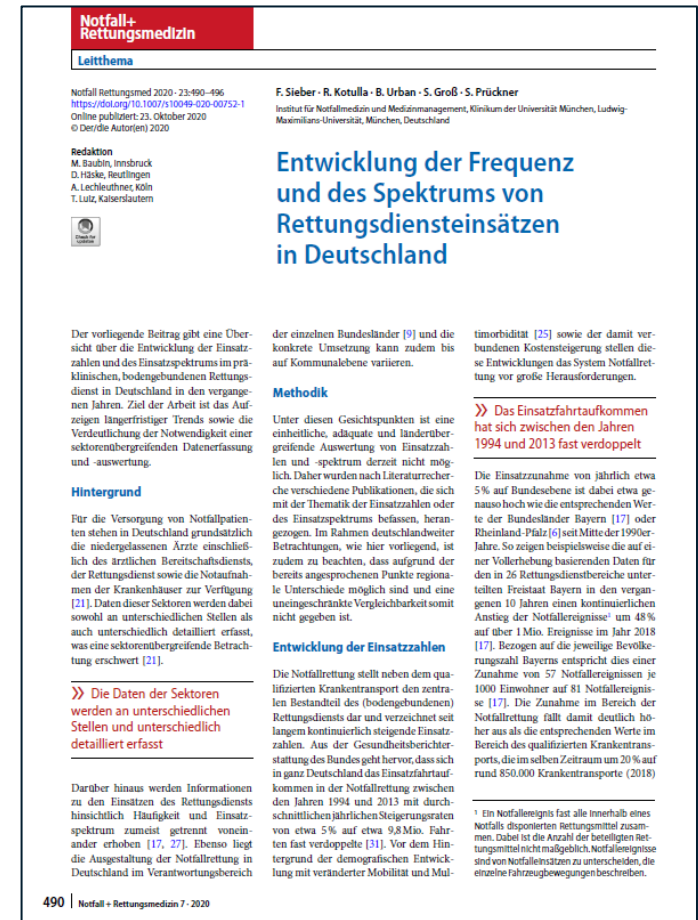 Notfall+
Rettungsmedizin
Leitthema
Notfall Rettungsmed 2020 · 23:490–496
https://doi.org/10.1007/s10049-020-00752-1
Online publiziert: 23. Oktober 2020
© Der/die Autor(en) 2020
Redaktion
M. Baubin, Innsbruck
D. Häske, Reutlingen
A. Lechleuthner, Köln
T. Luiz, Kaiserslautern
Check for
updates
F. Sieber · R. Kotulla · B. Urban · S. Groß · S. Prückner
Institut für Notfallmedizin und Medizinmanagement, Klinikum der Universität München, Ludwig-
Maximilians-Universität, München, Deutschland
Entwicklung der Frequenz
und des Spektrums von
Rettungsdiensteinsätzen
in Deutschland
Der vorliegende Beitrag gibt eine Über-
sicht über die Entwicklung der Einsatz-
zahlen und des Einsatzspektrums im prä-
klinischen, bodengebundenen Rettungs-
dienst in Deutschland in den vergange-
nen Jahren. Ziel der Arbeit ist das Auf-
zeigen längerfristiger Trends sowie die
Verdeutlichung der Notwendigkeit einer
sektorenübergreifenden Datenerfassung
und -auswertung.
Hintergrund
Für die Versorgung von Notfallpatien-
ten stehen in Deutschland grundsätzlich
die niedergelassenen Ärzte einschließ-
lich des ärztlichen Bereitschaftsdiensts,
der Rettungsdienst sowie die Notaufnah-
men der Krankenhäuser zur Verfügung
[21]. Daten dieser Sektoren werden dabei
sowohl an unterschiedlichen Stellen als
auch unterschiedlich detailliert erfasst,
was eine sektorenübergreifende Betrach-
tung erschwert [21].
» Die Daten der Sektoren
werden an unterschiedlichen
Stellen und unterschiedlich
detailliert erfasst
Darüber hinaus werden Informationen
zu den Einsätzen des Rettungsdiensts
hinsichtlich Häufigkeit und Einsatz-
spektrum zumeist getrennt vonein-
ander erhoben [17, 27]. Ebenso liegt
die Ausgestaltung der Notfallrettung in
Deutschland im Verantwortungsbereich
der einzelnen Bundesländer [9] und die
konkrete Umsetzung kann zudem bis
auf Kommunalebene variieren.
Methodik
Unter diesen Gesichtspunkten ist eine
einheitliche, adäquate und länderüber-
greifende Auswertung von Einsatzzah-
len und -spektrum derzeit nicht mög-
lich. Daher wurden nach Literaturrecher-
che verschiedene Publikationen, die sich
mit der Thematik der Einsatzzahlen oder
des Einsatzspektrums befassen, heran-
gezogen. Im Rahmen deutschlandweiter
Betrachtungen, wie hier vorliegend, ist
zudem zu beachten, dass aufgrund der
bereits angesprochenen Punkte regiona-
le Unterschiede möglich sind und eine
uneingeschränkte Vergleichbarkeit somit
nicht gegeben ist.
Entwicklung der Einsatzzahlen
Die Notfallrettung stellt neben dem qua-
lifizierten Krankentransport den zentra-
len Bestandteil des (bodengebundenen)
Rettungsdiensts dar und verzeichnet seit
langem kontinuierlich steigende Einsatz-
zahlen. Aus der Gesundheitsberichter-
stattung des Bundes geht hervor, dass sich
in ganz Deutschland das Einsatzfahrtauf-
kommen in der Notfallrettung zwischen
den Jahren 1994 und 2013 mit durch-
schnittlichen jährlichen Steigerungsraten
von etwa 5 % auf etwa 9,8 Mio. Fahr-
ten fast verdoppelte [31]. Vor dem Hin-
tergrund der demografischen Entwick-
lung mit veränderter Mobilität und Mul-
timorbidität [25] sowie der damit ver-
bundenen Kostensteigerung stellen die-
se Entwicklungen das System Notfallret-
tung vor große Herausforderungen.
» Das Einsatzfahrtaufkommen
hat sich zwischen den Jahren
1994 und 2013 fast verdoppelt
Die Einsatzzunahme von jährlich etwa
5 % auf Bundesebene ist dabei etwa ge-
nauso hoch wie die entsprechenden Wer-
te der Bundesländer Bayern [17] oder
Rheinland-Pfalz [6] seit Mitte der 1990er-
Jahre. So zeigen beispielsweise die auf ei-
ner Vollerhebung basierenden Daten für
den in 26 Rettungsdienstbereiche unter-
teilten Freistaat Bayern in den vergan-
genen 10 Jahren einen kontinuierlichen
Anstieg der Notfallereignisse¹ um 48 %
auf über 1 Mio. Ereignisse im Jahr 2018
[17]. Bezogen auf die jeweilige Bevölke-
rungszahl Bayerns entspricht dies einer
Zunahme von 57 Notfallereignissen je
1000 Einwohner auf 81 Notfallereignis-
se [17]. Die Zunahme im Bereich der
Notfallrettung fällt damit deutlich hö-
her aus als die entsprechenden Werte im
Bereich des qualifizierten Krankentrans-
ports, die im selben Zeitraum um 20 % auf
rund 850.000 Krankentransporte (2018)
¹ Ein Notfallereignis fast alle innerhalb eines
Notfalls disponierten Rettungsmittel zusam-
men. Dabei ist die Anzahl der beteiligten Ret-
tungsmittel nicht maßgeblich. Notfallereignisse
sind von Notfalleinsätzen zu unterscheiden, die
einzelne Fahrzeugbewegungen beschreiben.
490 | Notfall + Rettungsmedizin 7 · 2020